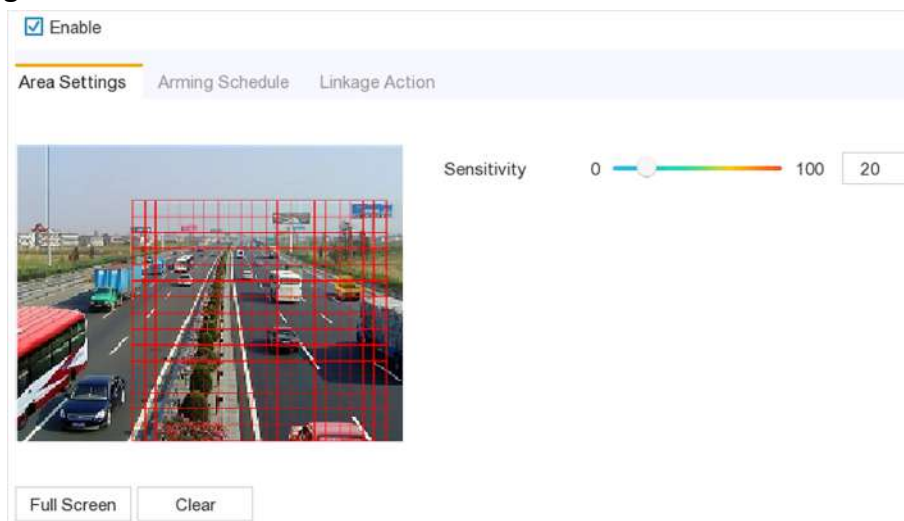 Enable
Area Settings Arming Schedule Linkage Action
Sensitivity 0 100 20
Full Screen Clear